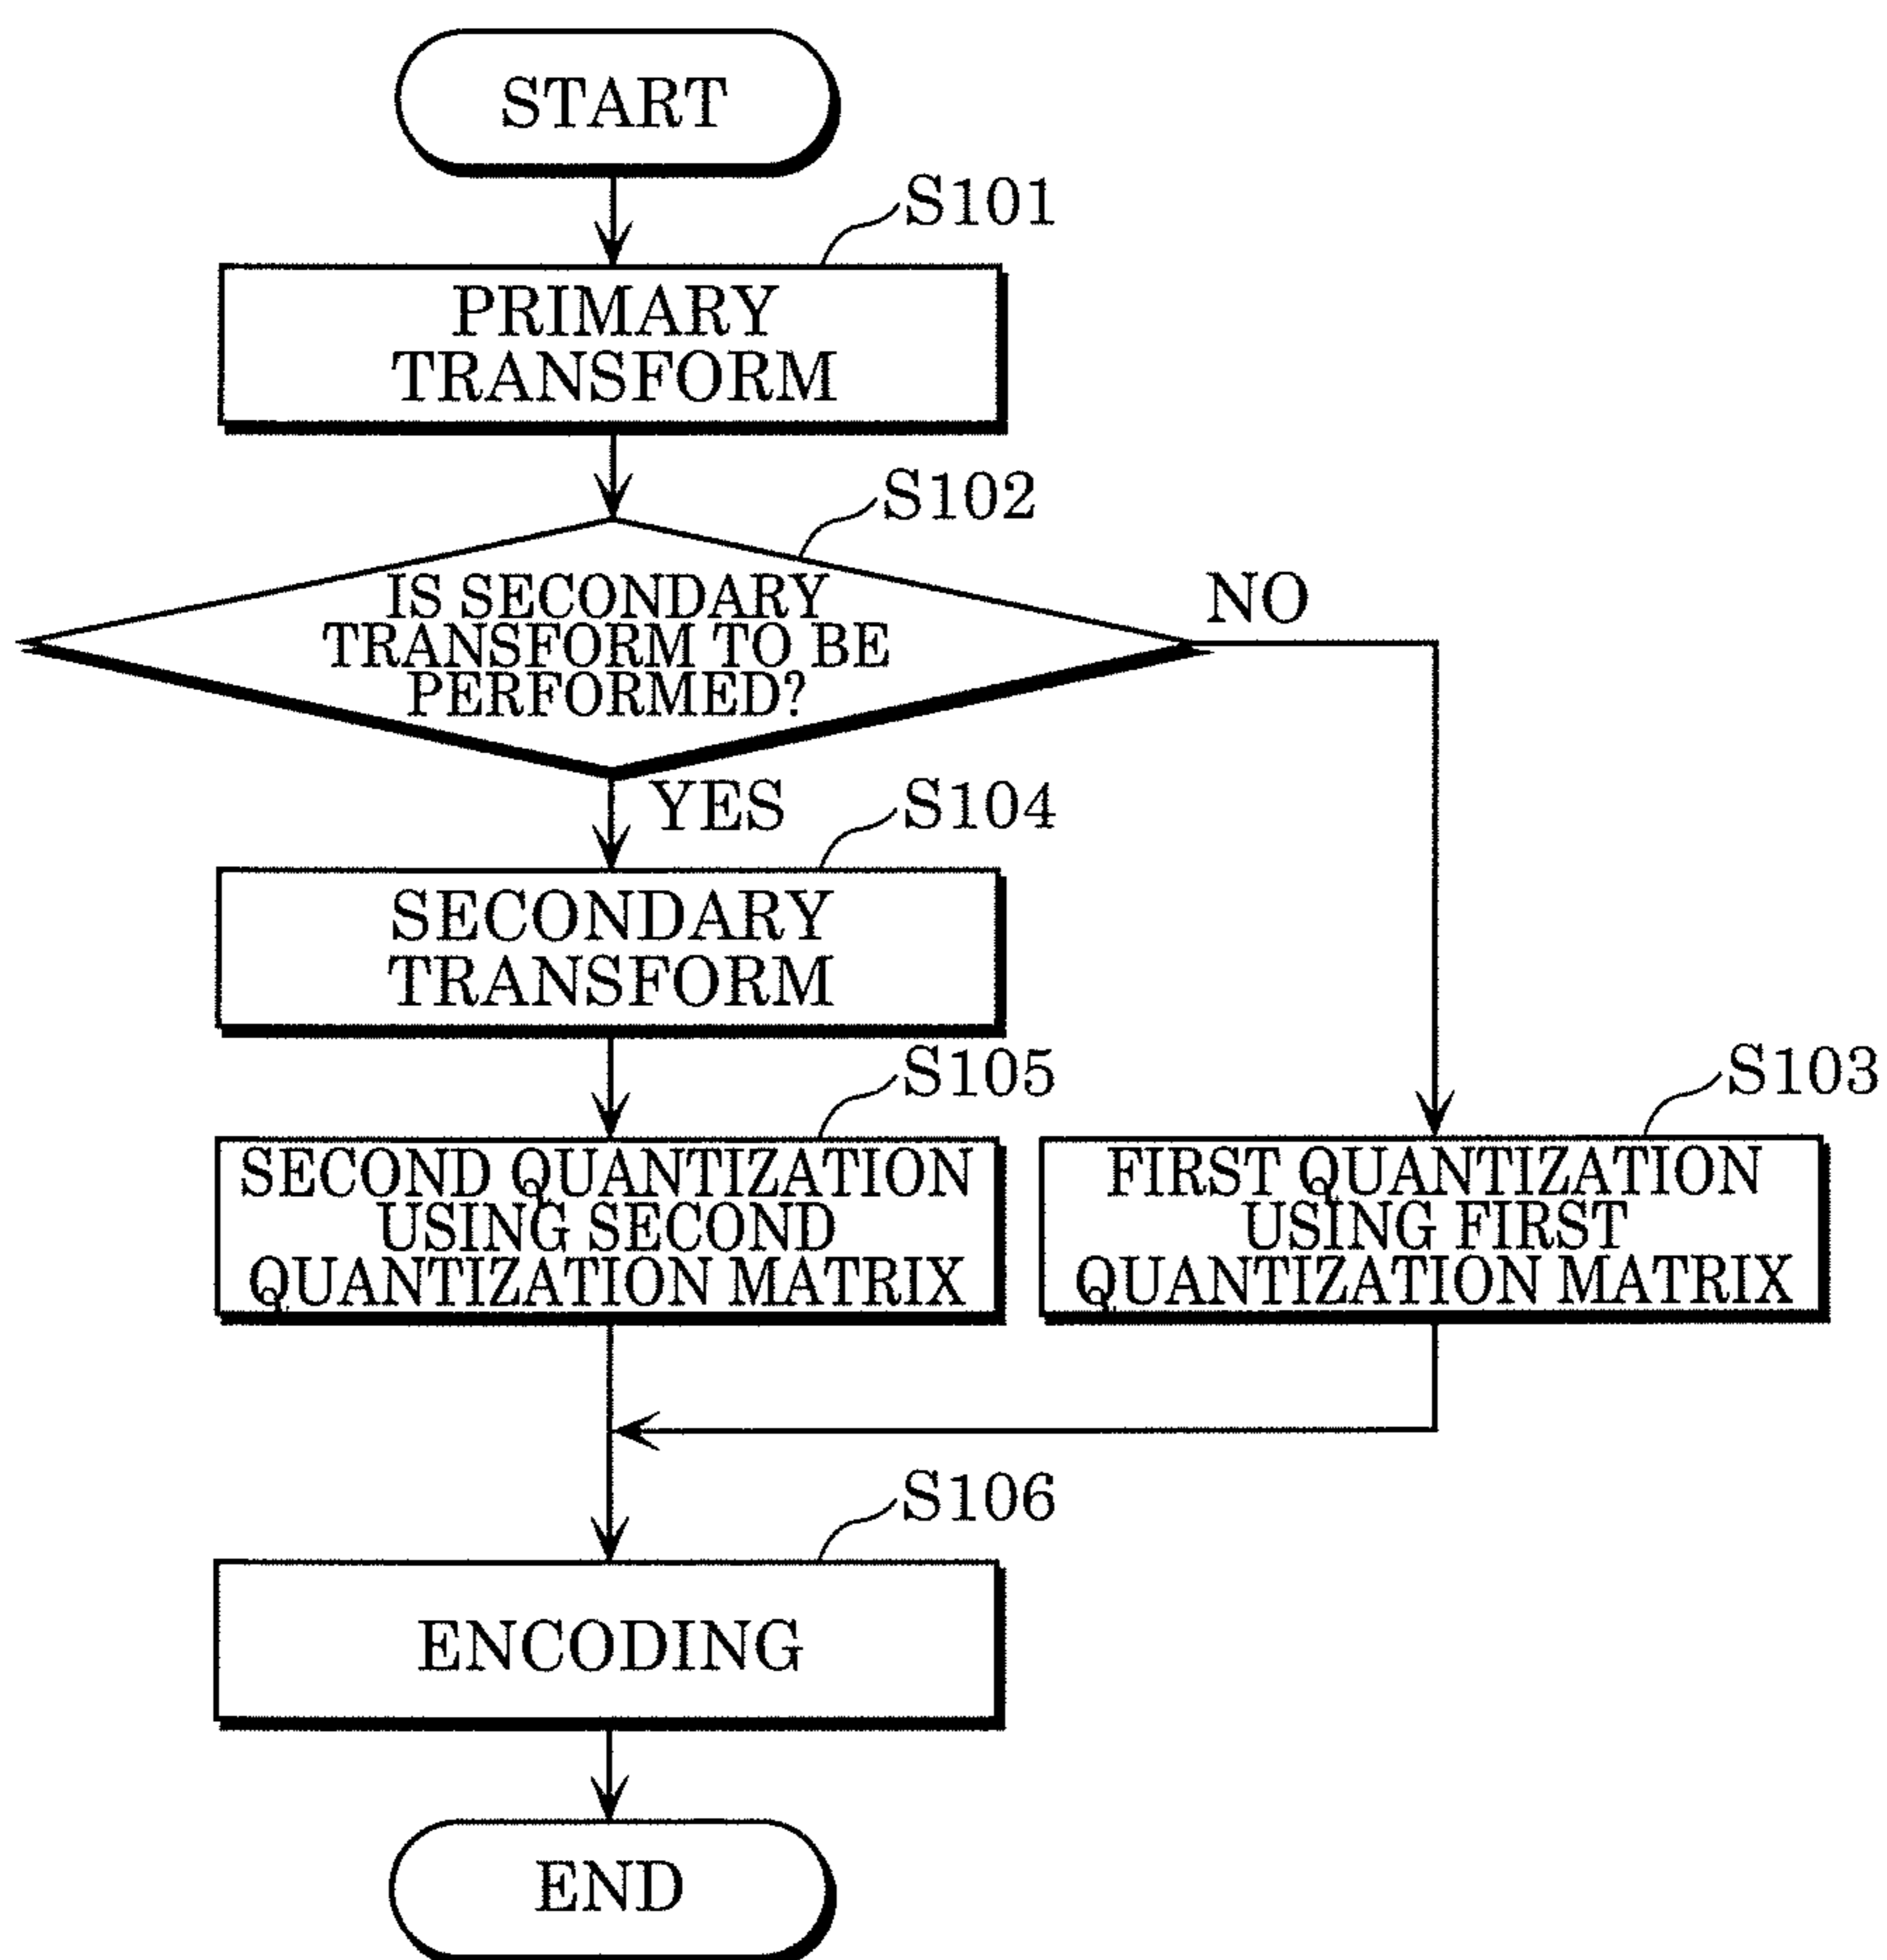 START
S101
PRIMARY
TRANSFORM
S102
IS SECONDARY
TRANSFORM TO BE
PERFORMED?
NO
YES
S104
SECONDARY
TRANSFORM
S105
SECOND QUANTIZATION
USING SECOND
QUANTIZATION MATRIX
S103
FIRST QUANTIZATION
USING FIRST
QUANTIZATION MATRIX
S106
ENCODING
END